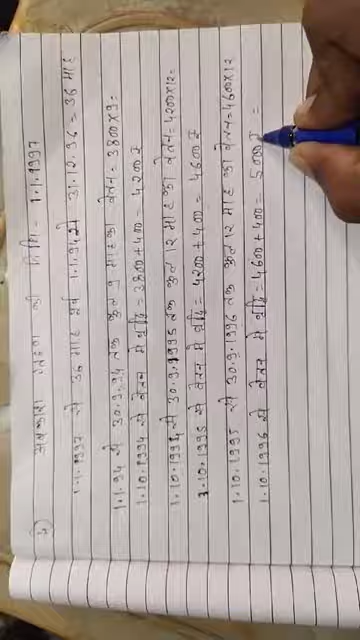 3) अवकाश ग्रहण की तिथि - 1.1.1997
1.1.1997 से 36 माह पूर्व 1.1.94 से 31.12.96 = 36 माह
1.1.94 से 30.9.94 तक कुल 9 माह का वेतन = 3800×9=
1.10.1994 से वेतन में वृद्धि = 3800 + 400 = 4200 र
1.10.1994 से 30.9.1995 तक कुल 12 माह का वेतन = 4200×12=
1.10.1995 से वेतन में वृद्धि = 4200 + 400 = 4600 र
1.10.1995 से 30.9.1996 तक कुल 12 माह का वेतन = 4600×12
1.10.1996 से वेतन में वृद्धि = 4600 + 400 = 5000 र =